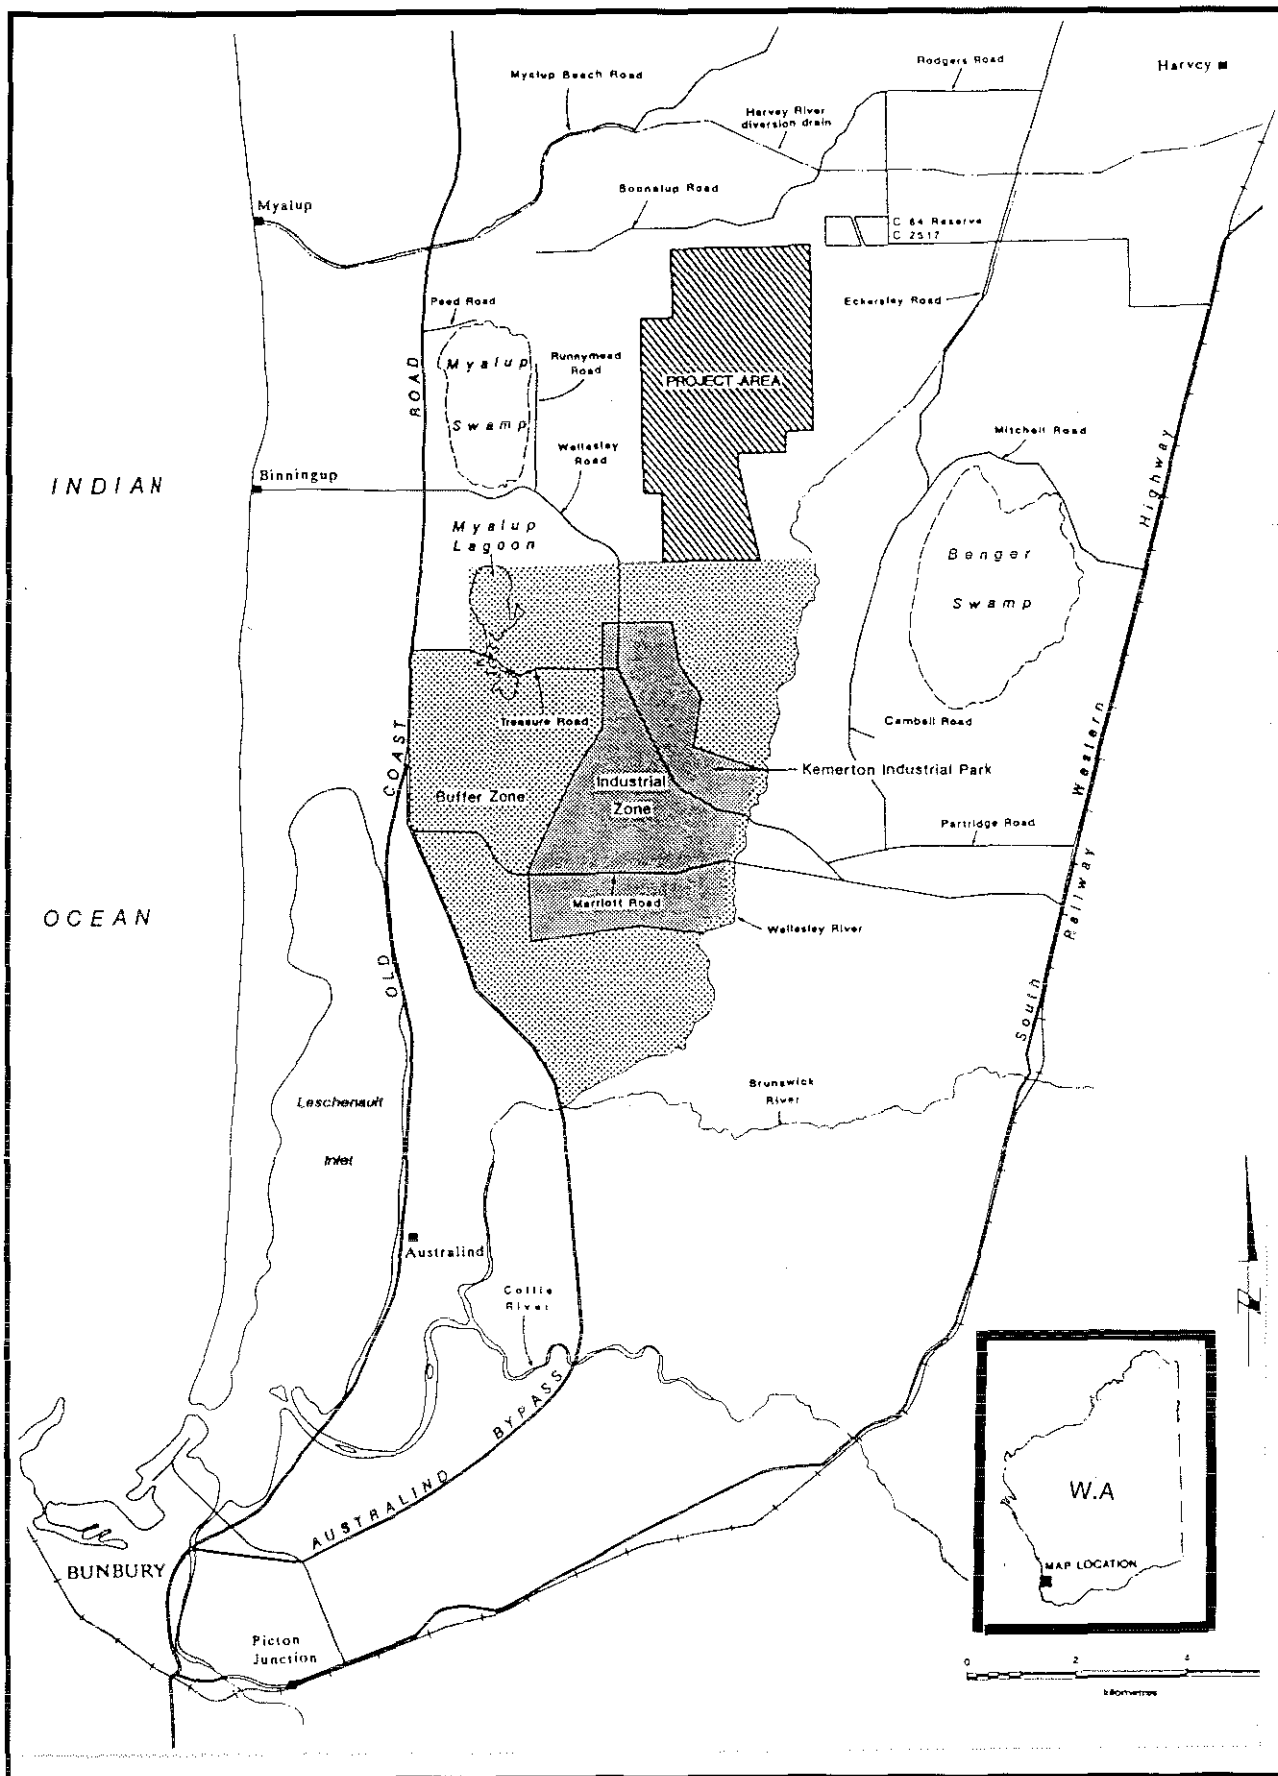 Rodgers Road
Harvey
Myalup Beach Road
Harvey River
diversion drain
Boonalup Road
Myalup
C 64 Reserve
C 2517
Peed Road
Eckersley Road
Runnymead
Road
Myalup
Swamp
PROJECT AREA
Mitchell Road
Wellesley
Road
INDIAN
Binningup
Myalup
Lagoon
Benger
Swamp
Treasure Road
Cambell Road
Kemerton Industrial Park
Industrial
Zone
Buffer Zone
Partridge Road
Marriott Road
OCEAN
Wellesley River
OLD COAST ROAD
South Western Highway
Railway
Brunswick
River
Leschenault
Inlet
Australind
Collie
River
AUSTRALIND BYPASS
W.A
MAP LOCATION
BUNBURY
Picton
Junction
0 2 4
kilometres